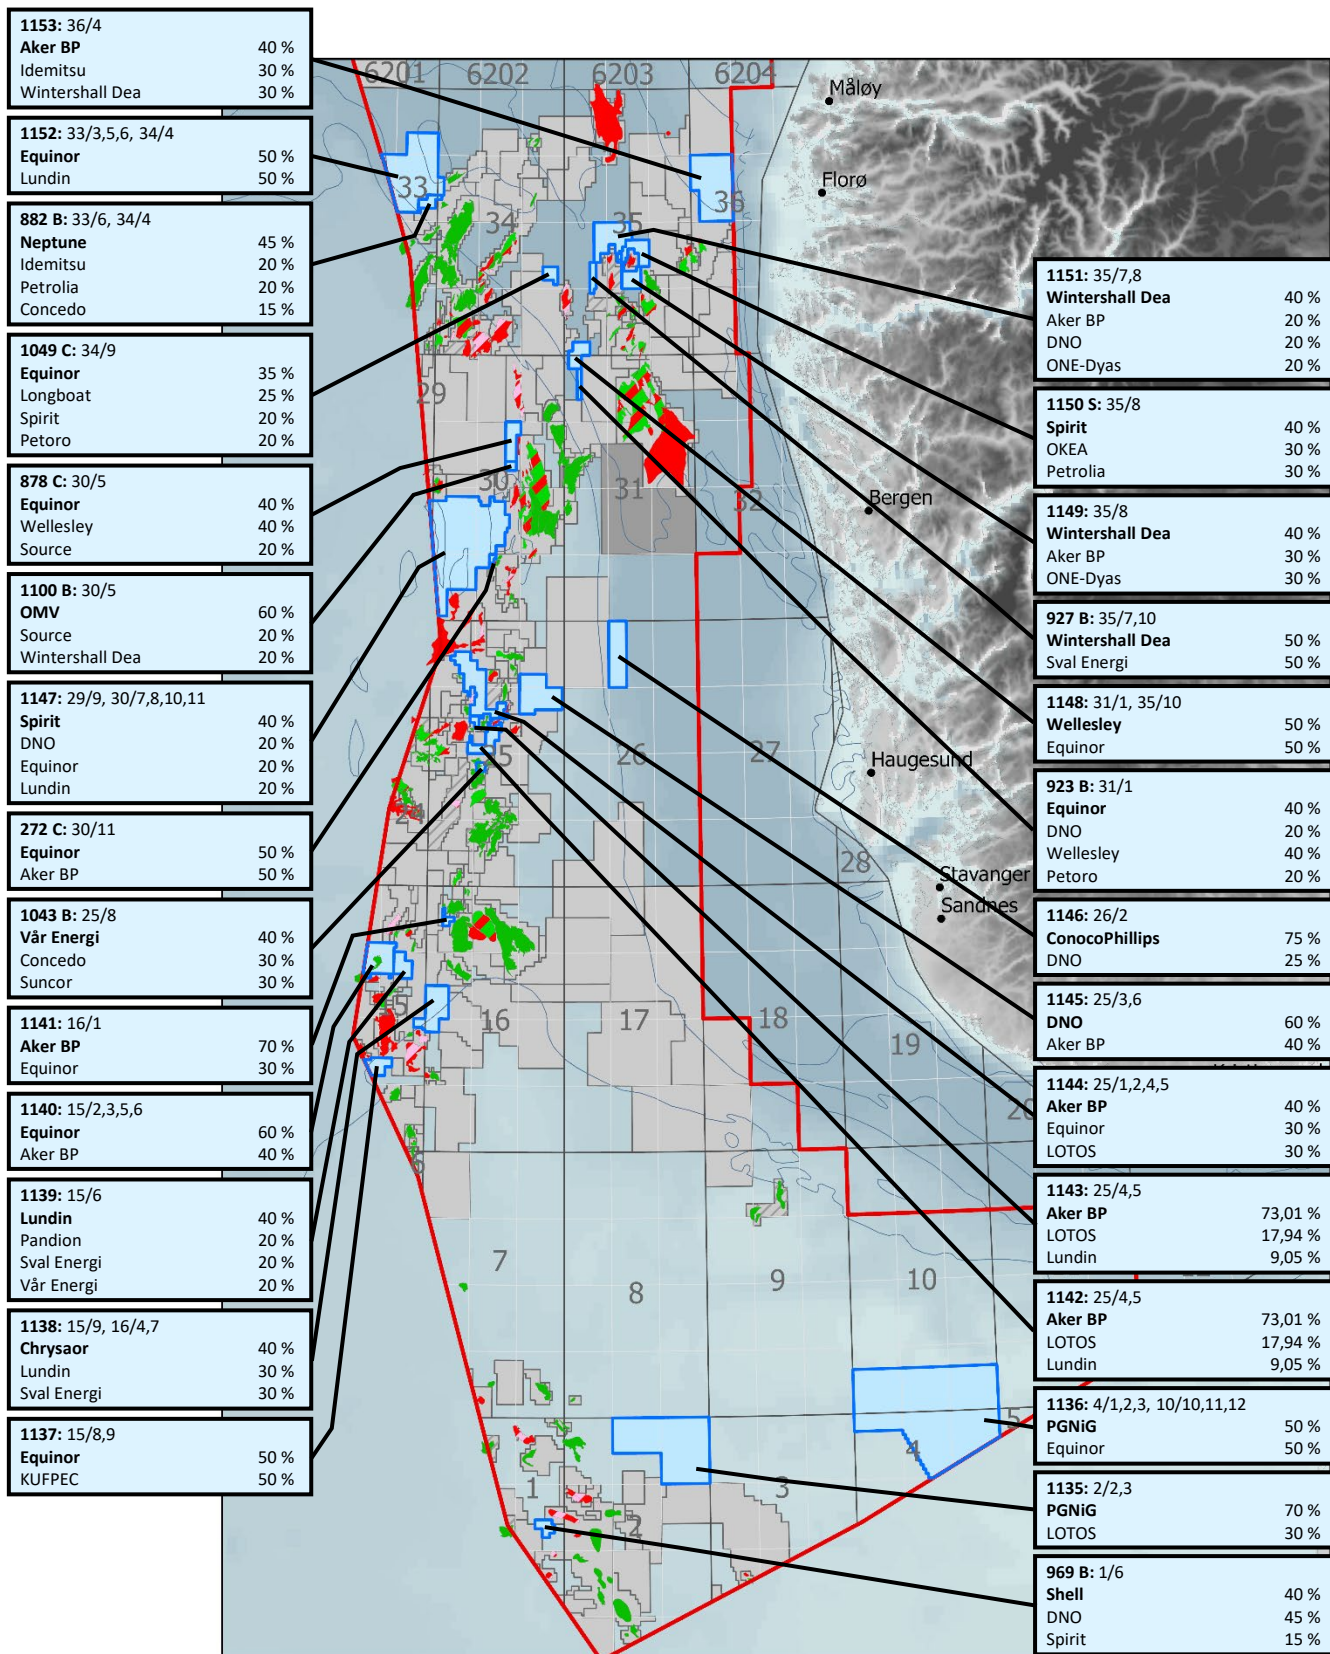 1153: 36/4
Aker BP 40 %
Idemitsu 30 %
Wintershall Dea 30 %
1152: 33/3,5,6, 34/4
Equinor 50 %
Lundin 50 %
882 B: 33/6, 34/4
Neptune 45 %
Idemitsu 20 %
Petrolia 20 %
Concedo 15 %
1049 C: 34/9
Equinor 35 %
Longboat 25 %
Spirit 20 %
Petoro 20 %
878 C: 30/5
Equinor 40 %
Wellesley 40 %
Source 20 %
1100 B: 30/5
OMV 60 %
Source 20 %
Wintershall Dea 20 %
1147: 29/9, 30/7,8,10,11
Spirit 40 %
DNO 20 %
Equinor 20 %
Lundin 20 %
272 C: 30/11
Equinor 50 %
Aker BP 50 %
1043 B: 25/8
Vår Energi 40 %
Concedo 30 %
Suncor 30 %
1141: 16/1
Aker BP 70 %
Equinor 30 %
1140: 15/2,3,5,6
Equinor 60 %
Aker BP 40 %
1139: 15/6
Lundin 40 %
Pandion 20 %
Sval Energi 20 %
Vår Energi 20 %
1138: 15/9, 16/4,7
Chrysaor 40 %
Lundin 30 %
Sval Energi 30 %
1137: 15/8,9
Equinor 50 %
KUFPEC 50 %
6201 6202 6203 6204
Måløy
Florø
33
34
35
36
29
30
31
32
Bergen
25
26
27
Haugesund
24
28
Stavanger
Sandnes
15
16
17
18
19
20
6
7
8
9
10
1
2
3
4
5
1151: 35/7,8
Wintershall Dea 40 %
Aker BP 20 %
DNO 20 %
ONE-Dyas 20 %
1150 S: 35/8
Spirit 40 %
OKEA 30 %
Petrolia 30 %
1149: 35/8
Wintershall Dea 40 %
Aker BP 30 %
ONE-Dyas 30 %
927 B: 35/7,10
Wintershall Dea 50 %
Sval Energi 50 %
1148: 31/1, 35/10
Wellesley 50 %
Equinor 50 %
923 B: 31/1
Equinor 40 %
DNO 20 %
Wellesley 40 %
Petoro 20 %
1146: 26/2
ConocoPhillips 75 %
DNO 25 %
1145: 25/3,6
DNO 60 %
Aker BP 40 %
1144: 25/1,2,4,5
Aker BP 40 %
Equinor 30 %
LOTOS 30 %
1143: 25/4,5
Aker BP 73,01 %
LOTOS 17,94 %
Lundin 9,05 %
1142: 25/4,5
Aker BP 73,01 %
LOTOS 17,94 %
Lundin 9,05 %
1136: 4/1,2,3, 10/10,11,12
PGNiG 50 %
Equinor 50 %
1135: 2/2,3
PGNiG 70 %
LOTOS 30 %
969 B: 1/6
Shell 40 %
DNO 45 %
Spirit 15 %